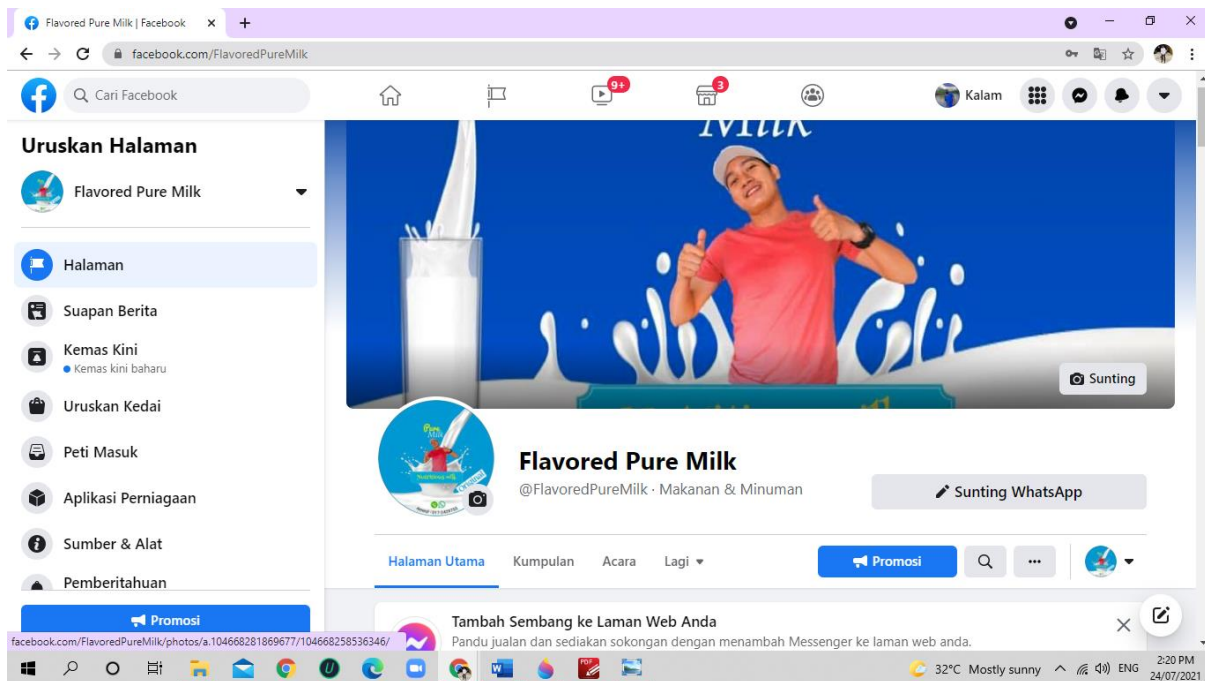 Flavored Pure Milk | Facebook
facebook.com/FlavoredPureMilk
Cari Facebook
9+
3
Kalam
Uruskan Halaman
Flavored Pure Milk
Halaman
Suapan Berita
Kemas Kini
Kemas kini baharu
Uruskan Kedai
Peti Masuk
Aplikasi Perniagaan
Sumber & Alat
Pemberitahuan
Promosi
Milk
Sunting
Pure
Milk
Original
Flavored Pure Milk
@FlavoredPureMilk · Makanan & Minuman
Sunting WhatsApp
Halaman Utama Kumpulan Acara Lagi
Promosi
Tambah Sembang ke Laman Web Anda
Pandu jualan dan sediakan sokongan dengan menambah Messenger ke laman web anda.
facebook.com/FlavoredPureMilk/photos/a.104668281869677/104668258536346/
32°C Mostly sunny
ENG
2:20 PM
24/07/2021